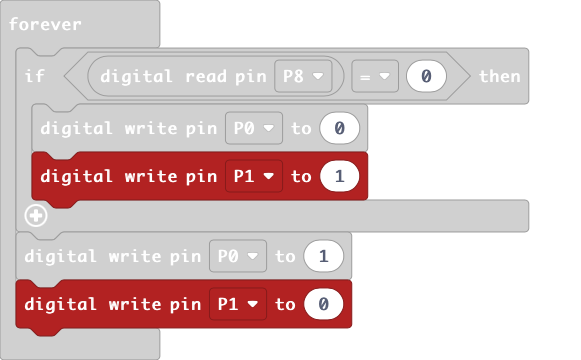 forever
if digital read pin P8 = 0 then
digital write pin P0 to 0
digital write pin P1 to 1
digital write pin P0 to 1
digital write pin P1 to 0